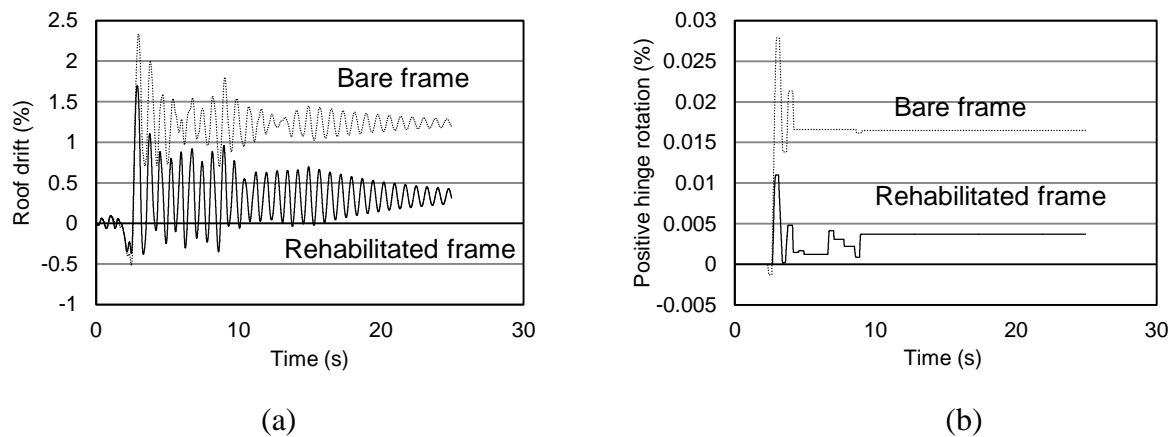 2.5
2
1.5
1
0.5
0
-0.5
-1
Roof drift (%)
Bare frame
Rehabilitated frame
0 10 20 30
Time (s)
(a)
0.03
0.025
0.02
0.015
0.01
0.005
0
-0.005
Positive hinge rotation (%)
Bare frame
Rehabilitated frame
0 10 20 30
Time (s)
(b)